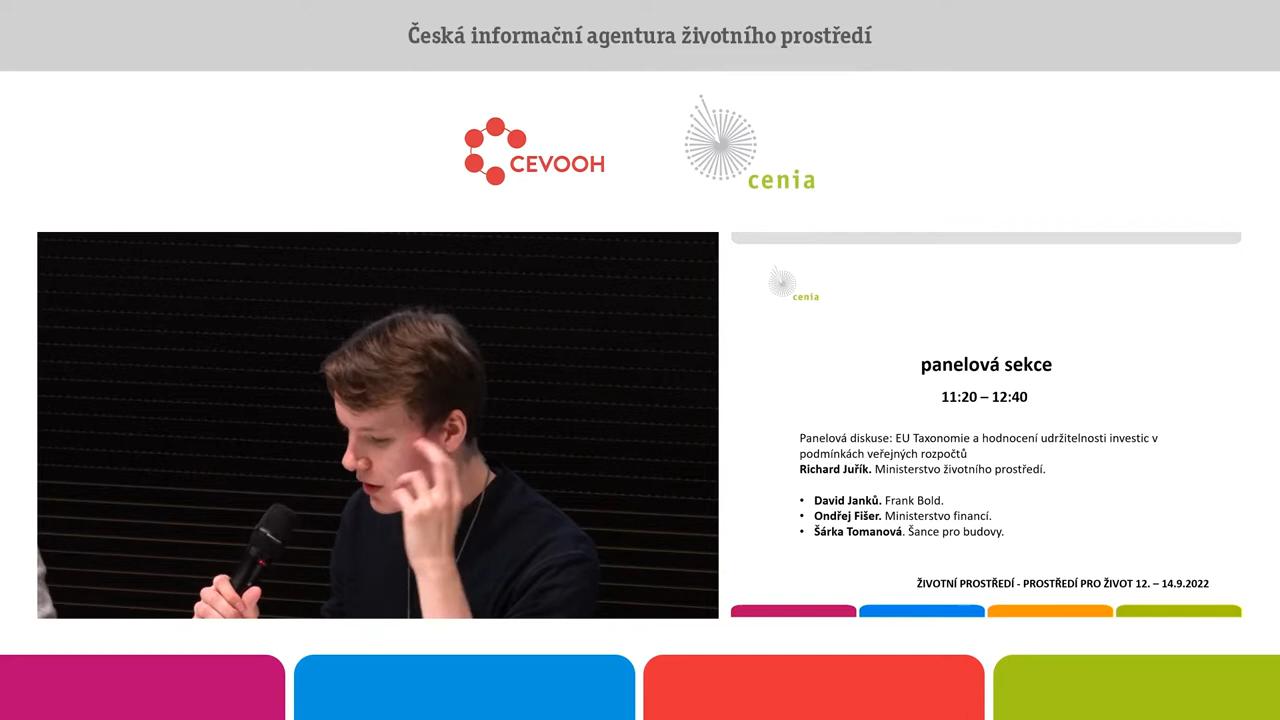 Česká informační agentura životního prostředí
CEVOOH
cenia
cenia
panelová sekce
11:20 – 12:40
Panelová diskuse: EU Taxonomie a hodnocení udržitelnosti investic v
podmínkách veřejných rozpočtů
Richard Juřík. Ministerstvo životního prostředí.
• David Janků. Frank Bold.
• Ondřej Fišer. Ministerstvo financí.
• Šárka Tomanová. Šance pro budovy.
ŽIVOTNÍ PROSTŘEDÍ - PROSTŘEDÍ PRO ŽIVOT 12. – 14.9.2022